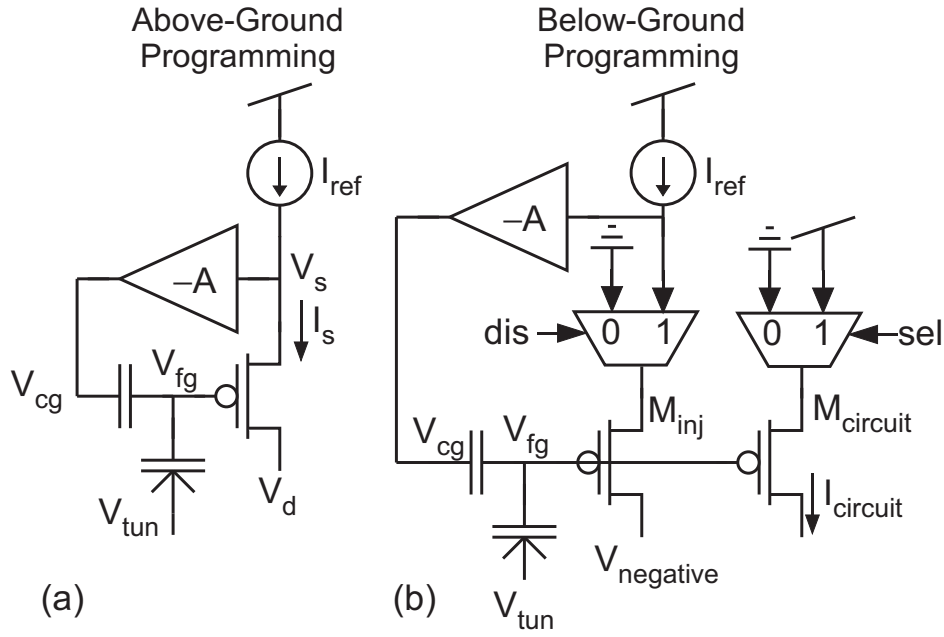 Above-Ground
Programming
Below-Ground
Programming
I_ref
–A
V_s
I_s
V_cg
V_fg
V_tun
V_d
(a)
I_ref
–A
dis
0 1
0 1
sel
M_inj
M_circuit
V_cg
V_fg
I_circuit
V_negative
V_tun
(b)